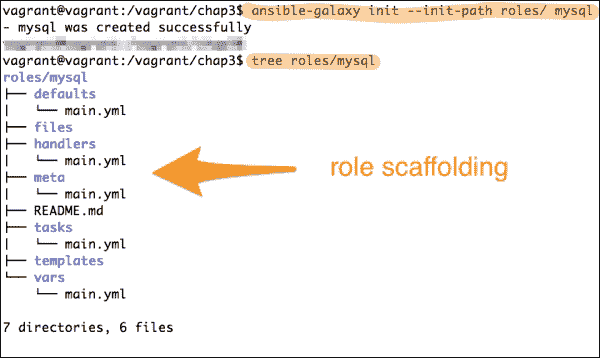 vagrant@vagrant:/vagrant/chap3$ ansible-galaxy init --init-path roles/ mysql
- mysql was created successfully
vagrant@vagrant:/vagrant/chap3$ tree roles/mysql
roles/mysql
├── defaults
│   └── main.yml
├── files
├── handlers
│   └── main.yml
├── meta
│   └── main.yml
├── README.md
├── tasks
│   └── main.yml
├── templates
└── vars
    └── main.yml
role scaffolding
7 directories, 6 files